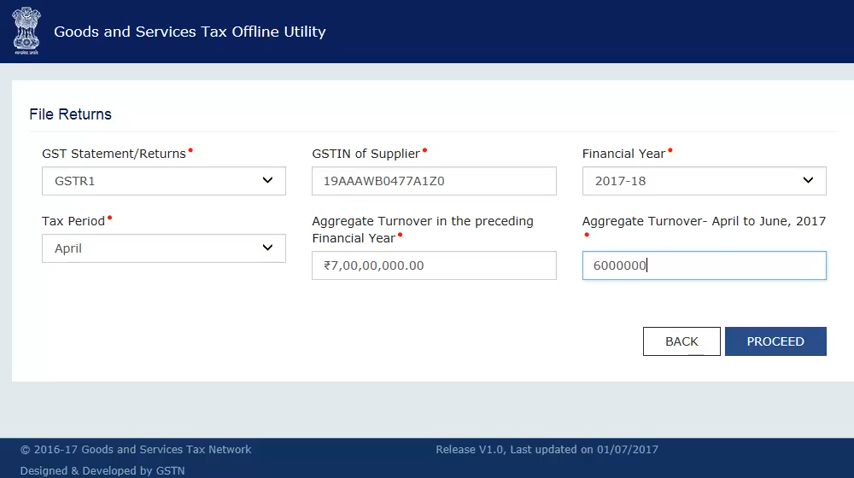 Goods and Services Tax Offline Utility
File Returns
GST Statement/Returns•
GSTR1
GSTIN of Supplier•
19AAAWB0477A1Z0
Financial Year•
2017-18
Tax Period•
April
Aggregate Turnover in the preceding
Financial Year•
₹7,00,00,000.00
Aggregate Turnover- April to June, 2017
•
6000000
BACK
PROCEED
© 2016-17 Goods and Services Tax Network
Release V1.0, Last updated on 01/07/2017
Designed & Developed by GSTN